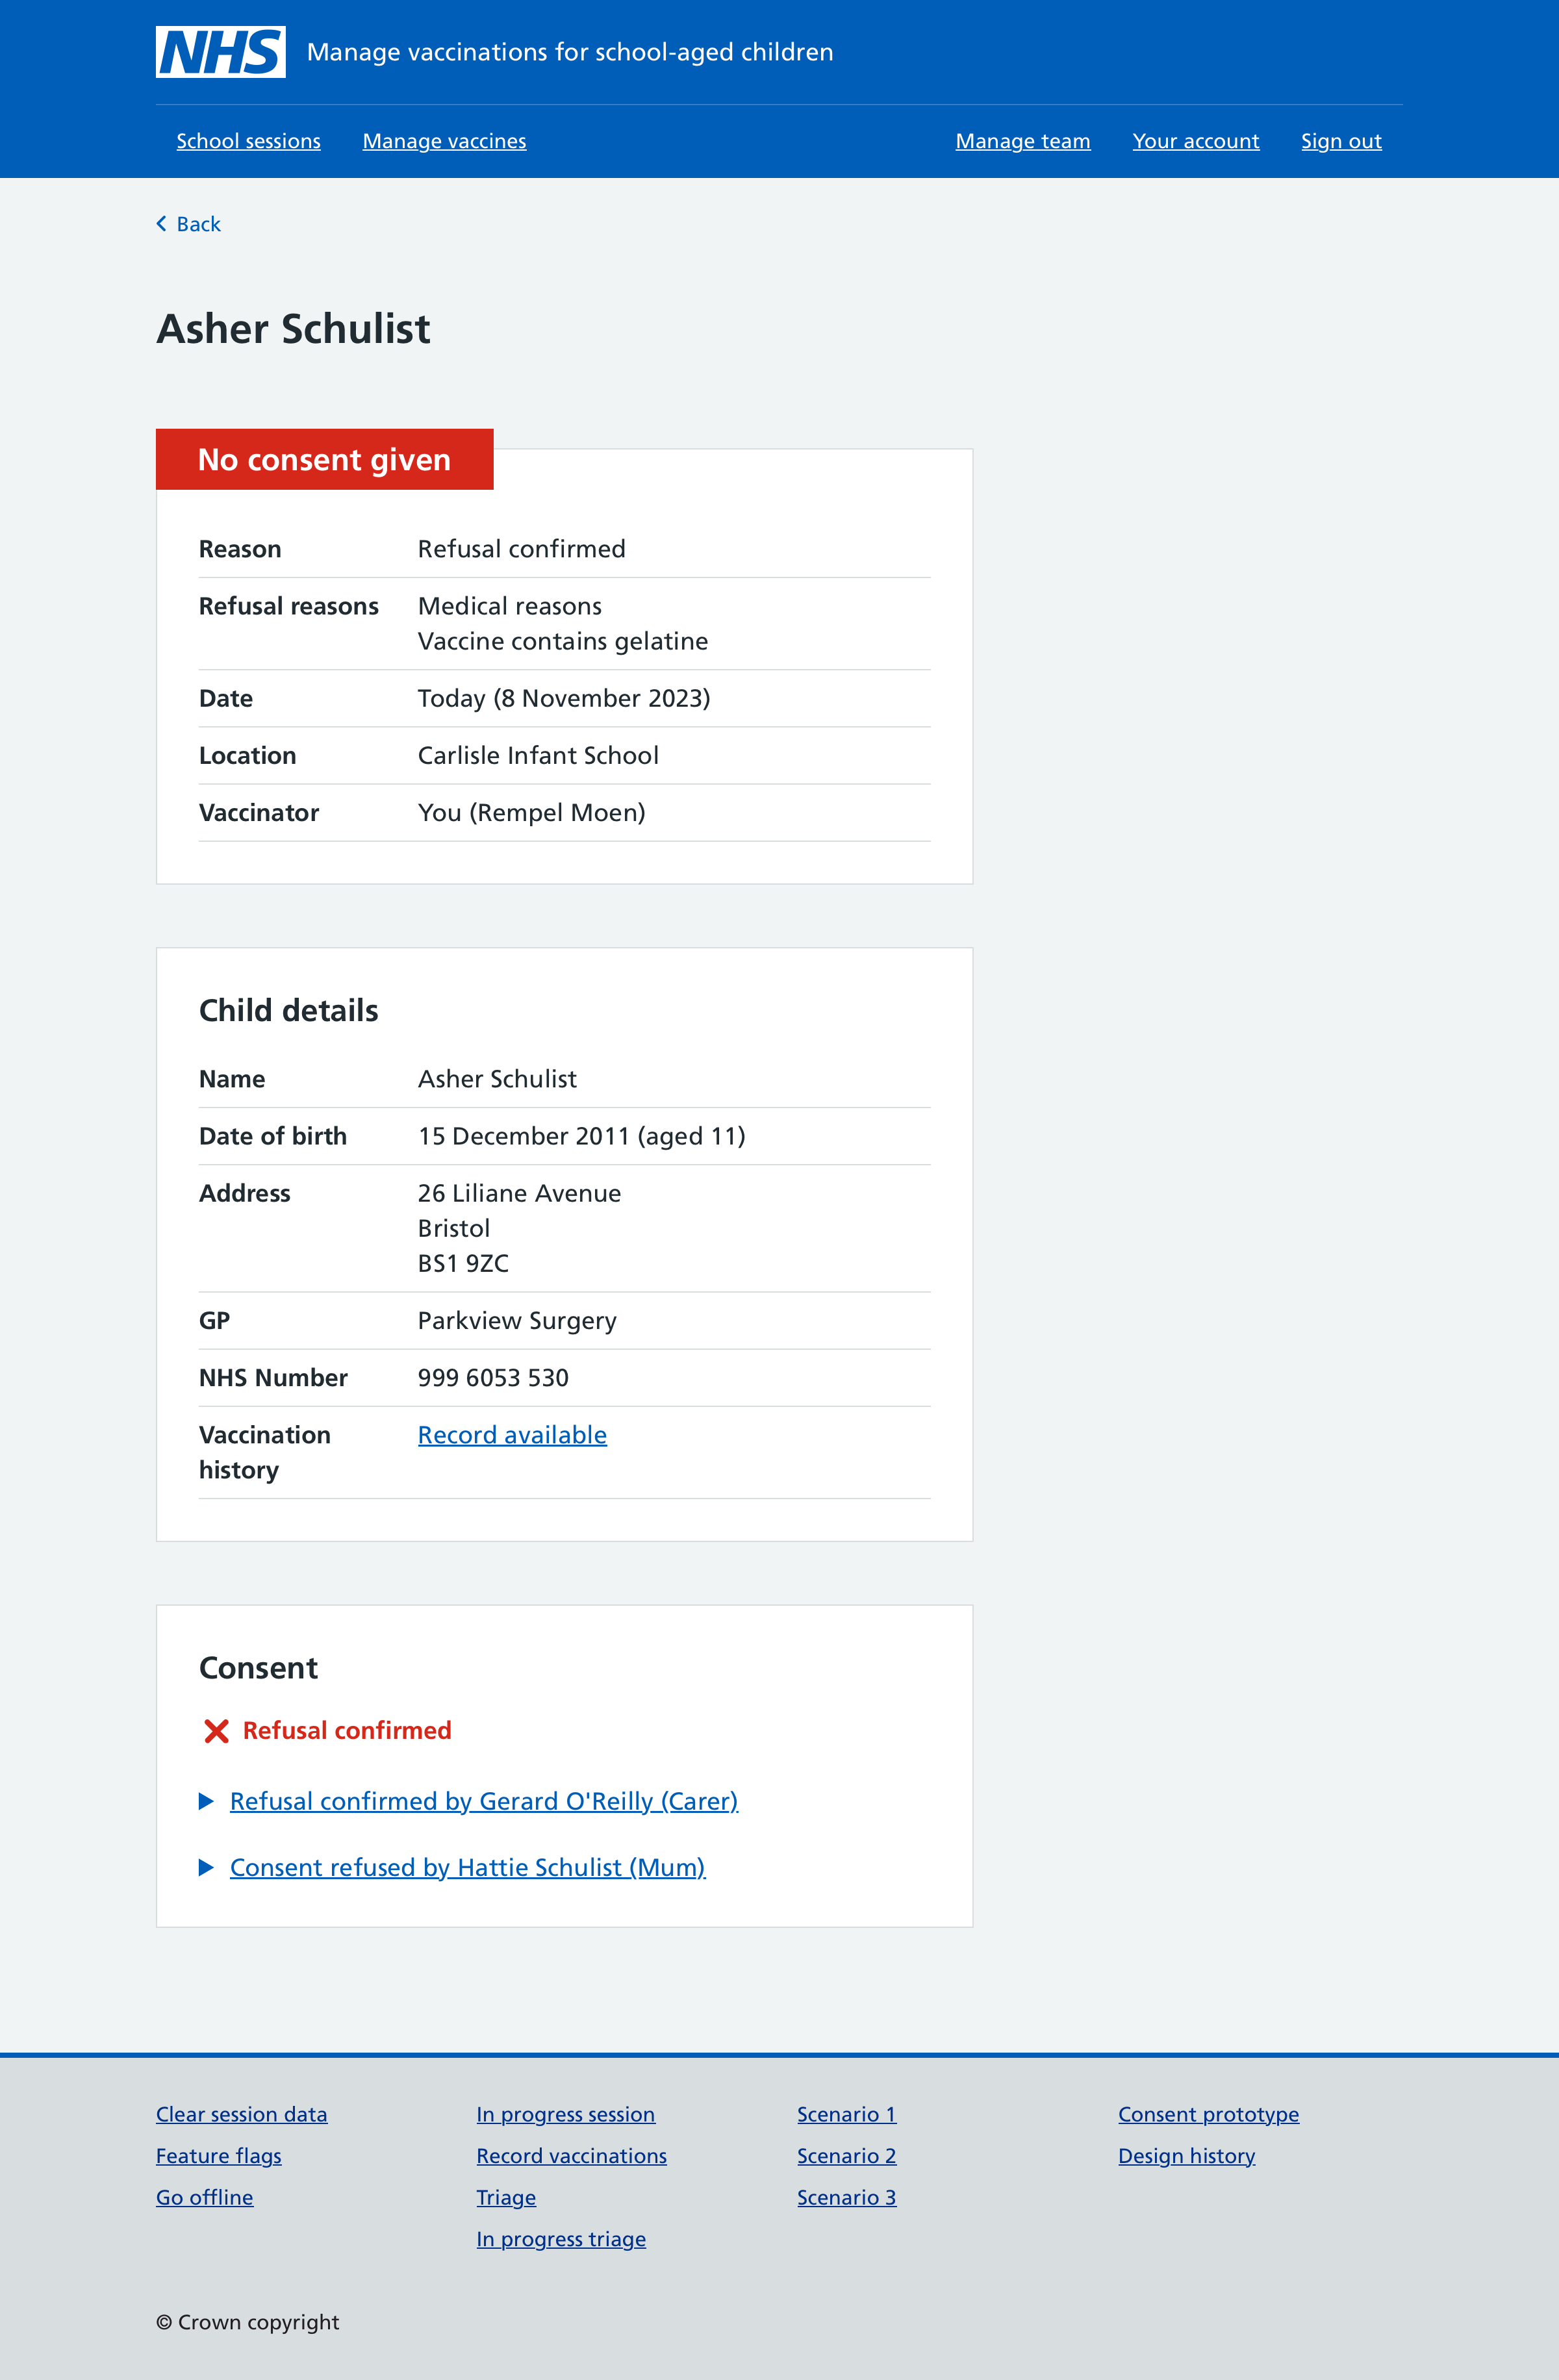 NHS Manage vaccinations for school-aged children
School sessions Manage vaccines Manage team Your account Sign out
Back
Asher Schulist
No consent given
Reason Refusal confirmed
Refusal reasons Medical reasons
Vaccine contains gelatine
Date Today (8 November 2023)
Location Carlisle Infant School
Vaccinator You (Rempel Moen)
Child details
Name Asher Schulist
Date of birth 15 December 2011 (aged 11)
Address 26 Liliane Avenue
Bristol
BS1 9ZC
GP Parkview Surgery
NHS Number 999 6053 530
Vaccination Record available
history
Consent
Refusal confirmed
Refusal confirmed by Gerard O'Reilly (Carer)
Consent refused by Hattie Schulist (Mum)
Clear session data In progress session Scenario 1 Consent prototype
Feature flags Record vaccinations Scenario 2 Design history
Go offline Triage Scenario 3
In progress triage
© Crown copyright